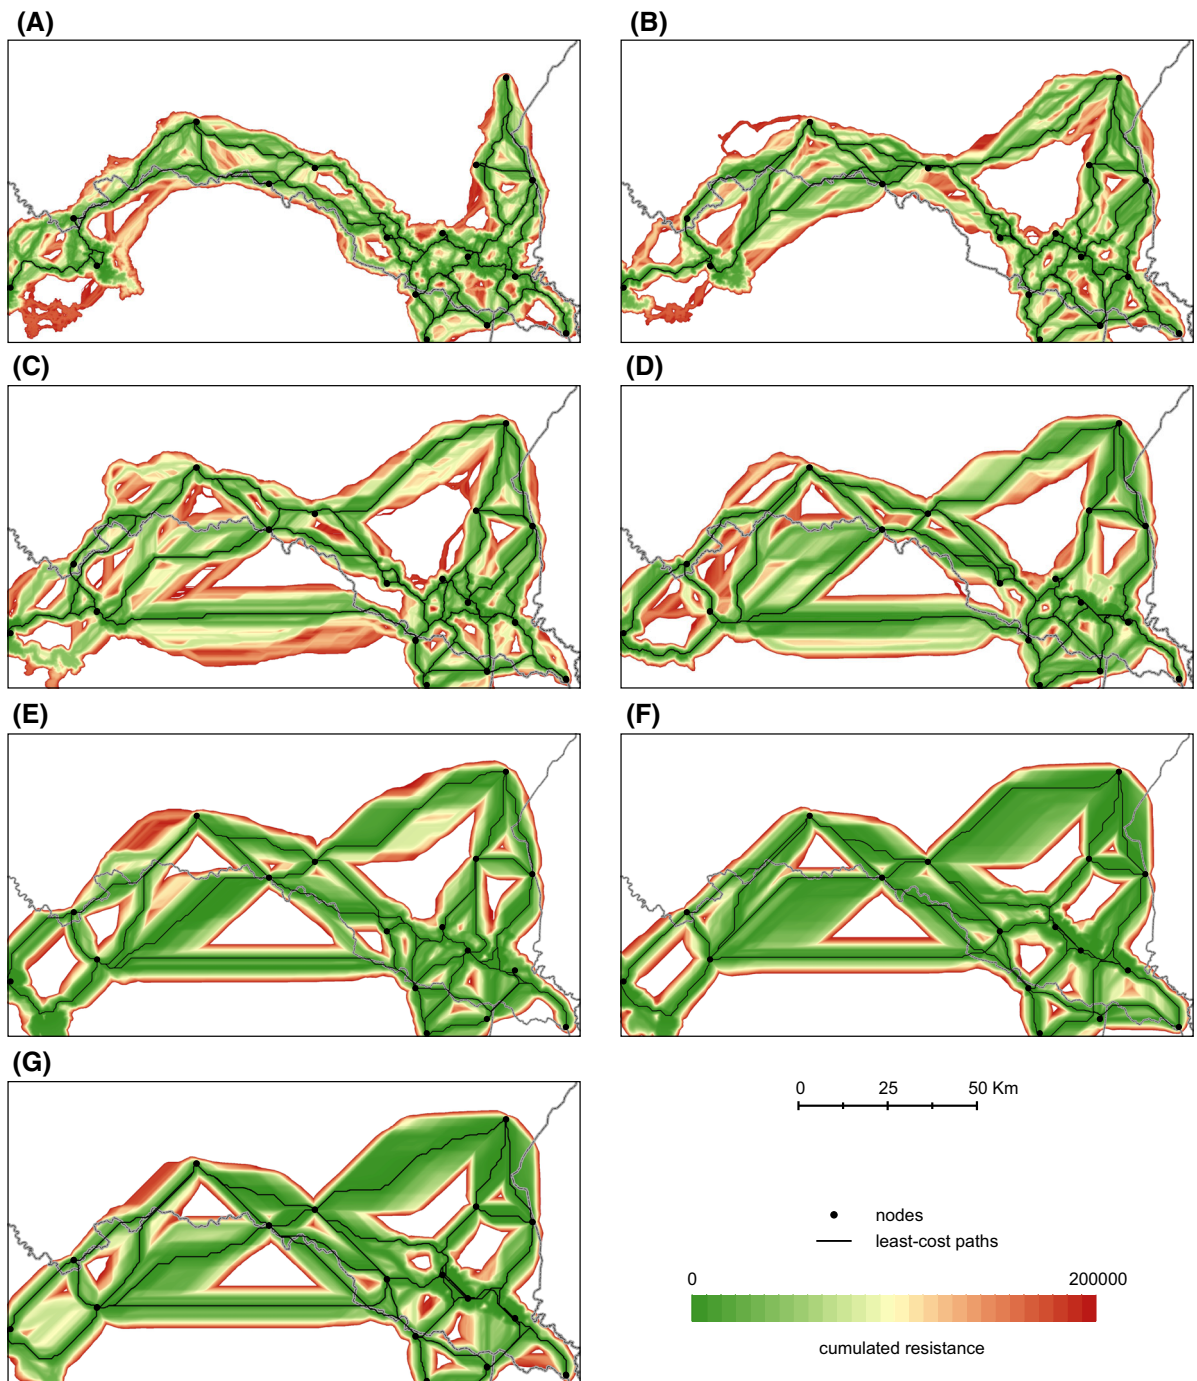 (A)
(B)
(C)
(D)
(E)
(F)
(G)
0 25 50 Km
nodes
least-cost paths
0 200000
cumulated resistance